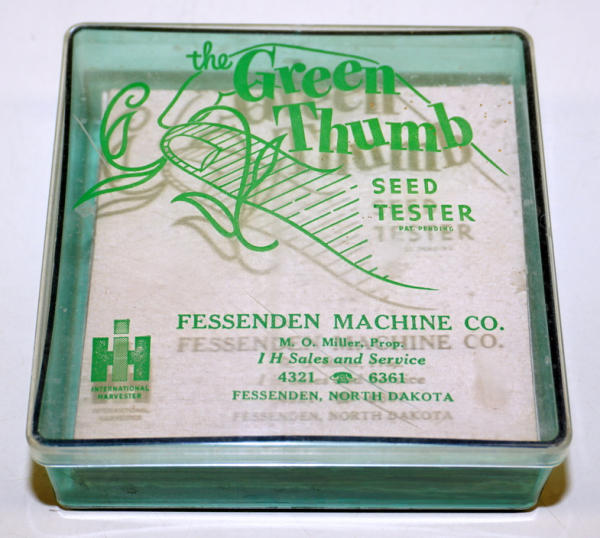 the Green
Thumb
SEED
TESTER
PAT. PENDING
FESSENDEN MACHINE CO.
M. O. Miller, Prop.
I H Sales and Service
4321 ☎ 6361
FESSENDEN, NORTH DAKOTA
IH
INTERNATIONAL
HARVESTER